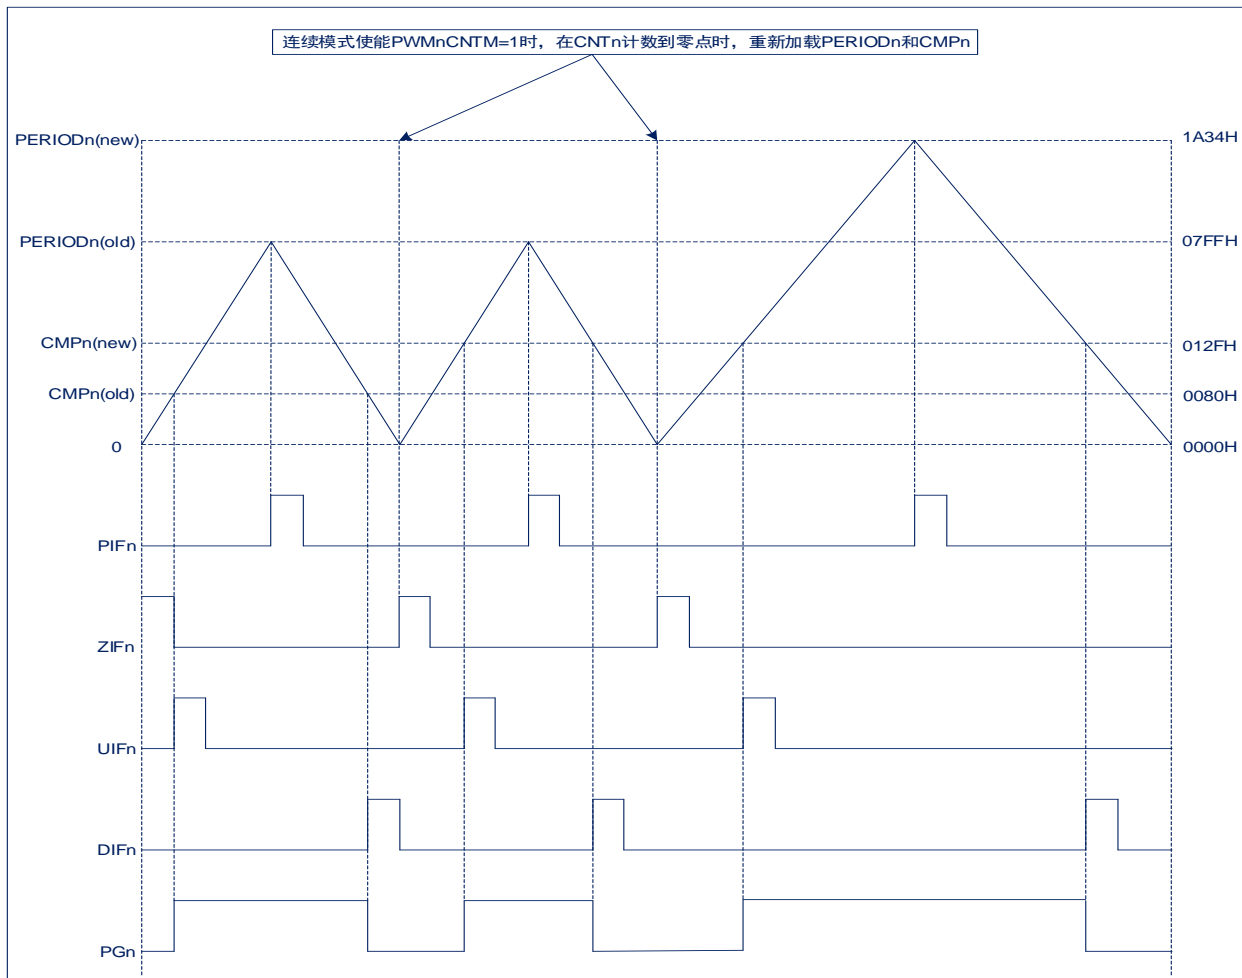 连续模式使能PWMnCNTM=1时，在CNTn计数到零点时，重新加载PERIODn和CMPn
PERIODn(new)
1A34H
PERIODn(old)
07FFH
CMPn(new)
012FH
CMPn(old)
0080H
0
0000H
PIFn
ZIFn
UIFn
DIFn
PGn